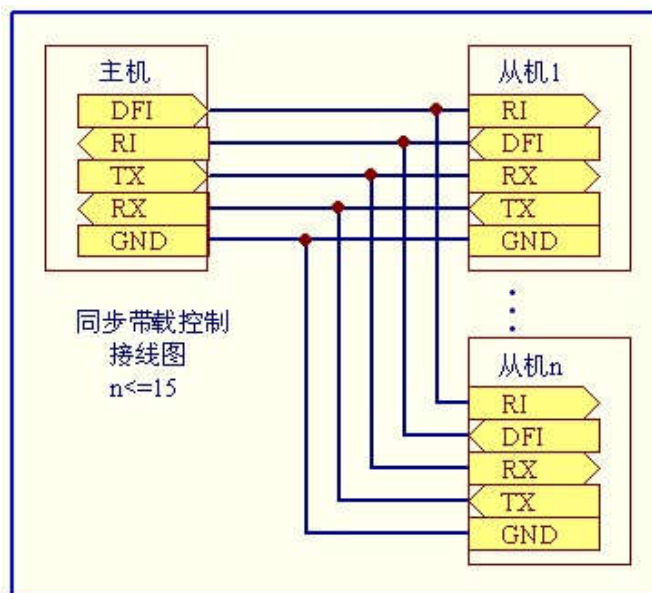 主机
DFI
RI
TX
RX
GND
从机1
RI
DFI
RX
TX
GND
同步带载控制
接线图
n<=15
从机n
RI
DFI
RX
TX
GND